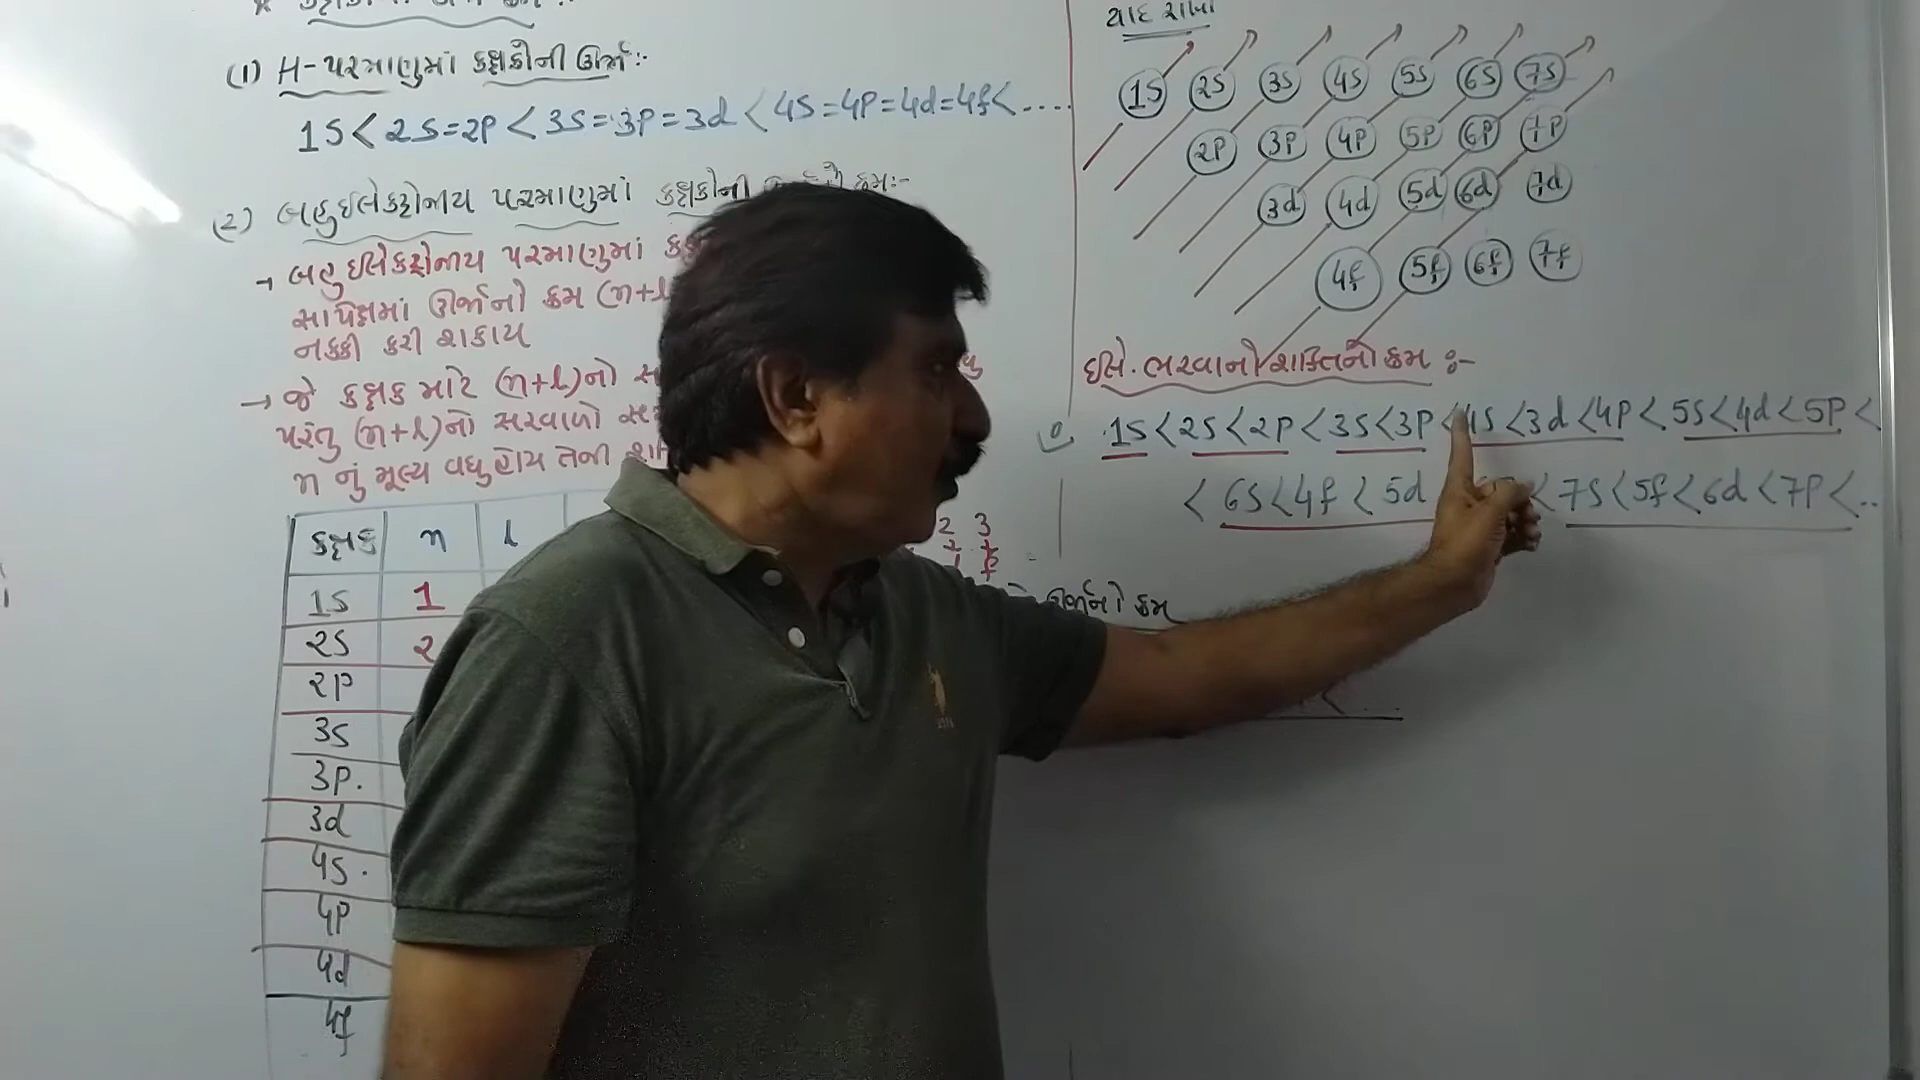 (1) H-પરમાણુમાં કક્ષકોની ઊર્જા:-
1S < 2S = 2P < 3S = 3P = 3d < 4S = 4P = 4d = 4f < ....
(2) બહુઇલેક્ટ્રોનીય પરમાણુમાં કક્ષકોની ક્રમ:-
→ બહુઇલેક્ટ્રોનીય પરમાણુમાં
સાપેક્ષમાં ઊર્જાનો ક્રમ (n+l
નક્કી કરી શકાય
→ જે કક્ષક માટે (n+l)નો
પરંતુ (n+l)નો સરવાળો
n નું મૂલ્ય વધુ હોય તેની
કક્ષક n l
1S 1
2S 2
2P
3S
3P.
3d
4S.
4P
4d
4f
યાદ રાખો
1S 2S 3S 4S 5S 6S 7S
2P 3P 4P 5P 6P 7P
3d 4d 5d 6d 7d
4f 5f 6f 7f
ઇલે. ભરવાનો શક્તિનો ક્રમ :-
1S < 2S < 2P < 3S < 3P < 4S < 3d < 4P < 5S < 4d < 5P <
< 6S < 4f < 5d < 7S < 5f < 6d < 7P < ..
2 3
ઊર્જાનો ક્રમ